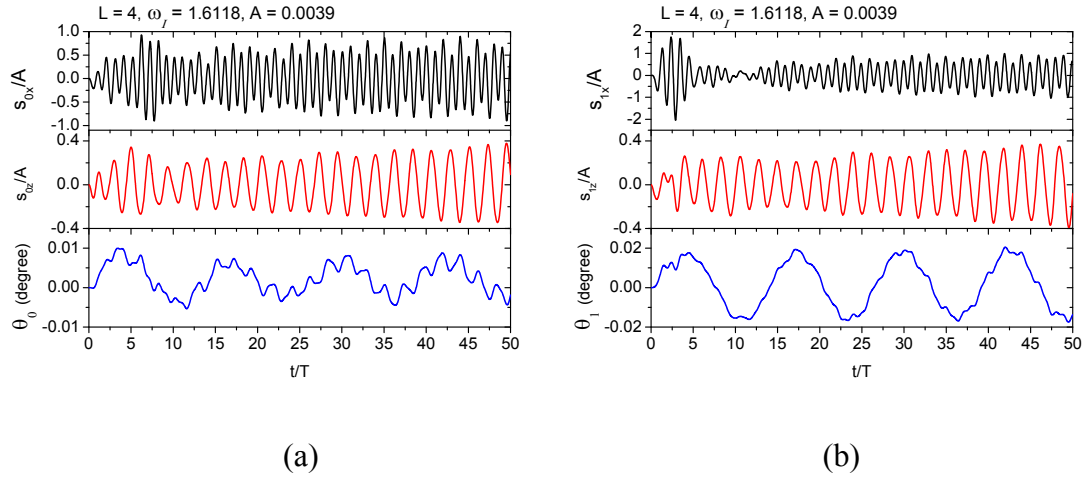 L = 4, ω_I = 1.6118, A = 0.0039
1.0
0.5
0.0
-0.5
-1.0
s_0x/A
0.4
0.0
-0.4
s_0z/A
0.01
0.00
-0.01
θ_0 (degree)
0 5 10 15 20 25 30 35 40 45 50
t/T
(a)
L = 4, ω_I = 1.6118, A = 0.0039
2
1
0
-1
-2
s_1x/A
0.4
0.0
-0.4
s_1z/A
0.02
0.00
-0.02
θ_1 (degree)
0 5 10 15 20 25 30 35 40 45 50
t/T
(b)